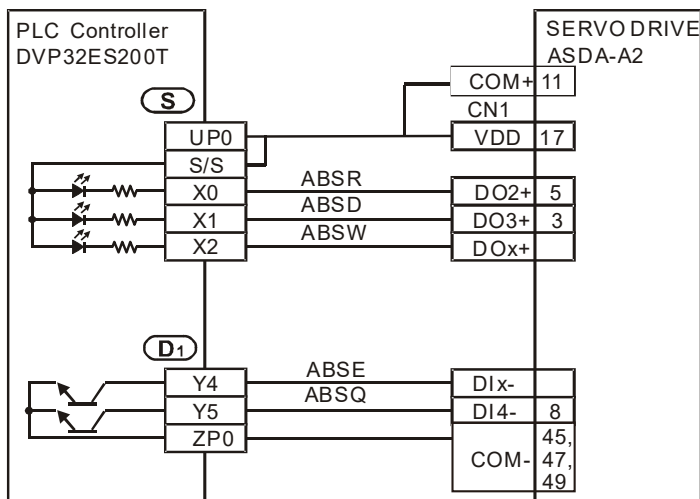 PLC Controller
DVP32ES200T
SERVO DRIVE
ASDA-A2
COM+ 11
CN1
S
UP0
VDD 17
S/S
X0 ABSR DO2+ 5
X1 ABSD DO3+ 3
X2 ABSW DOx+
D1
Y4 ABSE DIx-
Y5 ABSQ DI4- 8
ZP0
COM- 45,
47,
49